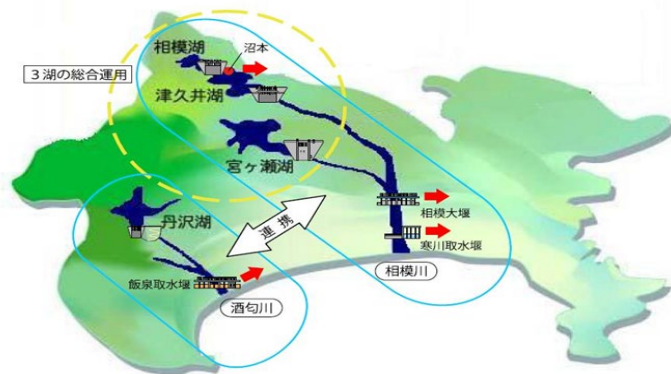 相模湖
沼本
3湖の総合運用
津久井湖
宮ヶ瀬湖
丹沢湖
連携
相模大堰
寒川取水堰
飯泉取水堰
相模川
酒匂川